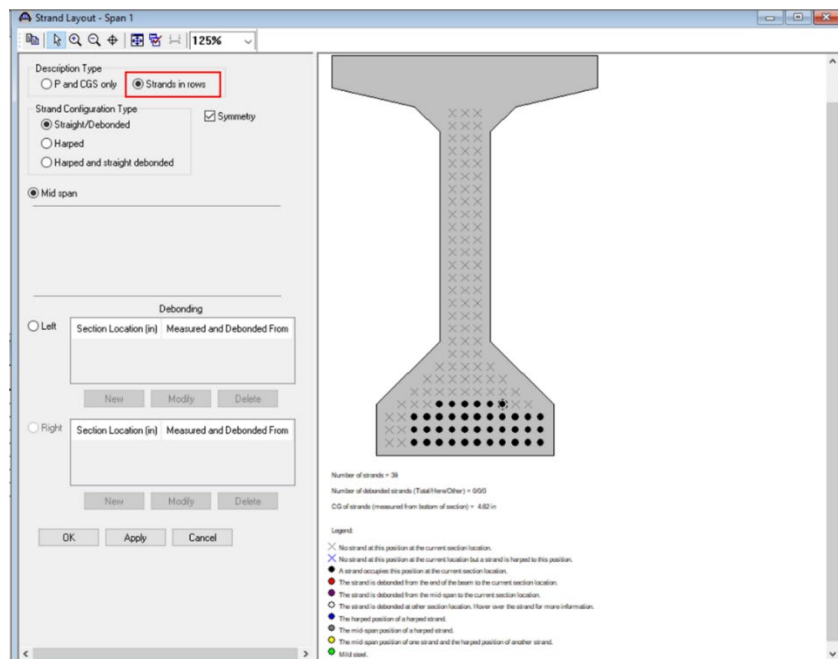 Strand Layout - Span 1
125%
Description Type
P and CGS only
Strands in rows
Strand Configuration Type
Symmetry
Straight/Debonded
Harped
Harped and straight debonded
Mid span
Debonding
Left
Section Location (in) Measured and Debonded From
New Modify Delete
Right
Section Location (in) Measured and Debonded From
New Modify Delete
OK Apply Cancel
Number of strands =
Number of debonded strands (Total/Here/Other) = 0/0/0
CG of strands (measured from bottom of section) = 4.62 in
Legend:
No strand at this position at the current section location.
No strand at this position at the current location but a strand is harped to this position.
A strand occupies this position at the current section location.
The strand is debonded from the end of the beam to the current section location.
The strand is debonded from the mid-span to the current section location.
The strand is debonded at other section location. Hover over the strand for more information.
The harped position of a harped strand.
The mid-span position of a harped strand.
The mid-span position of one strand and the harped position of another strand.
Mild steel.